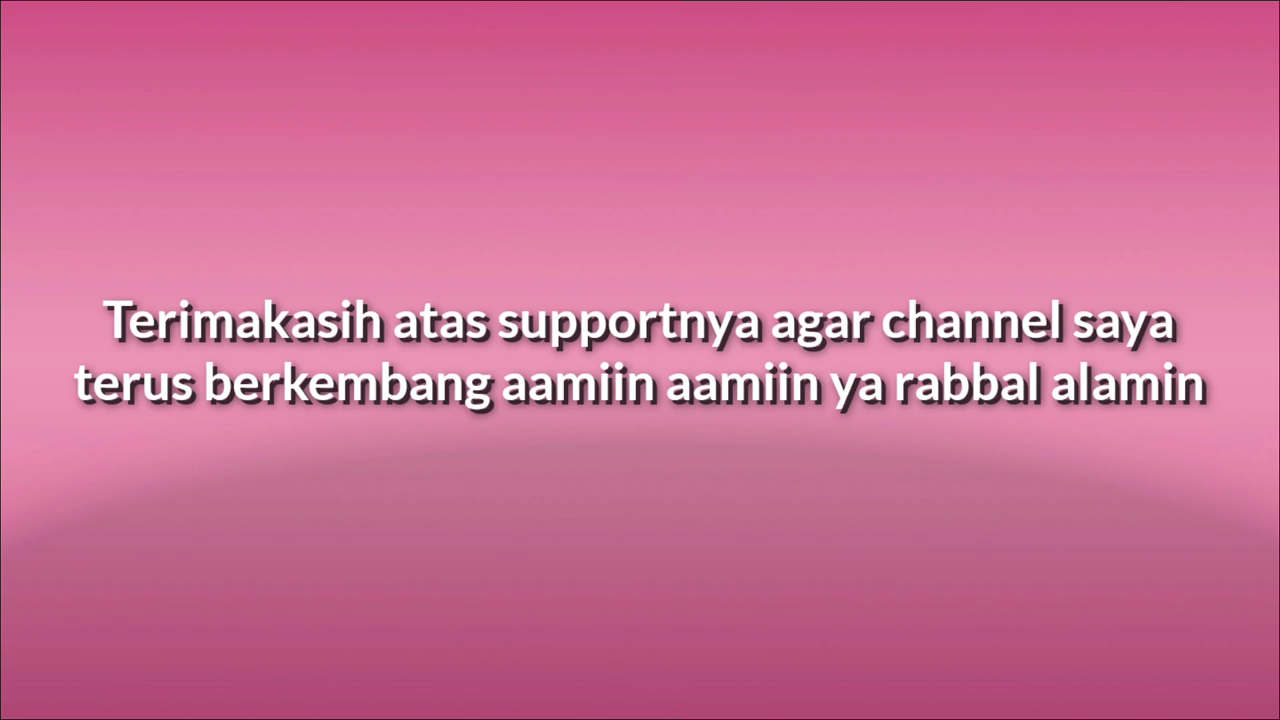 Terimakasih atas supportnya agar channel saya
terus berkembang aamiin aamiin ya rabbal alamin